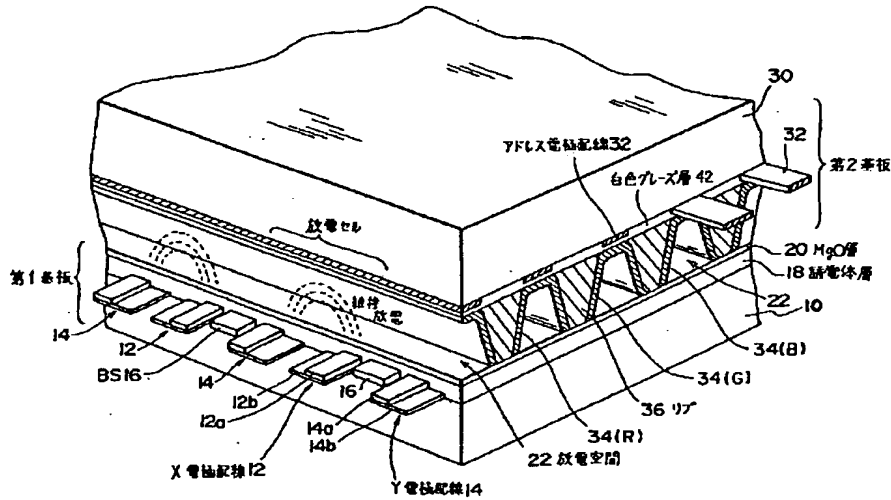 30
アドレス電極配線32
32
第2基板
白色グレーズ層 42
放電セル
20 MgO層
18 誘電体層
第1基板
維持
放電
22
10
14
12
BS16
14
12b
12a
16
14a
14b
34(B)
34(G)
36 リブ
34(R)
22 放電空間
X電極配線12
Y電極配線14